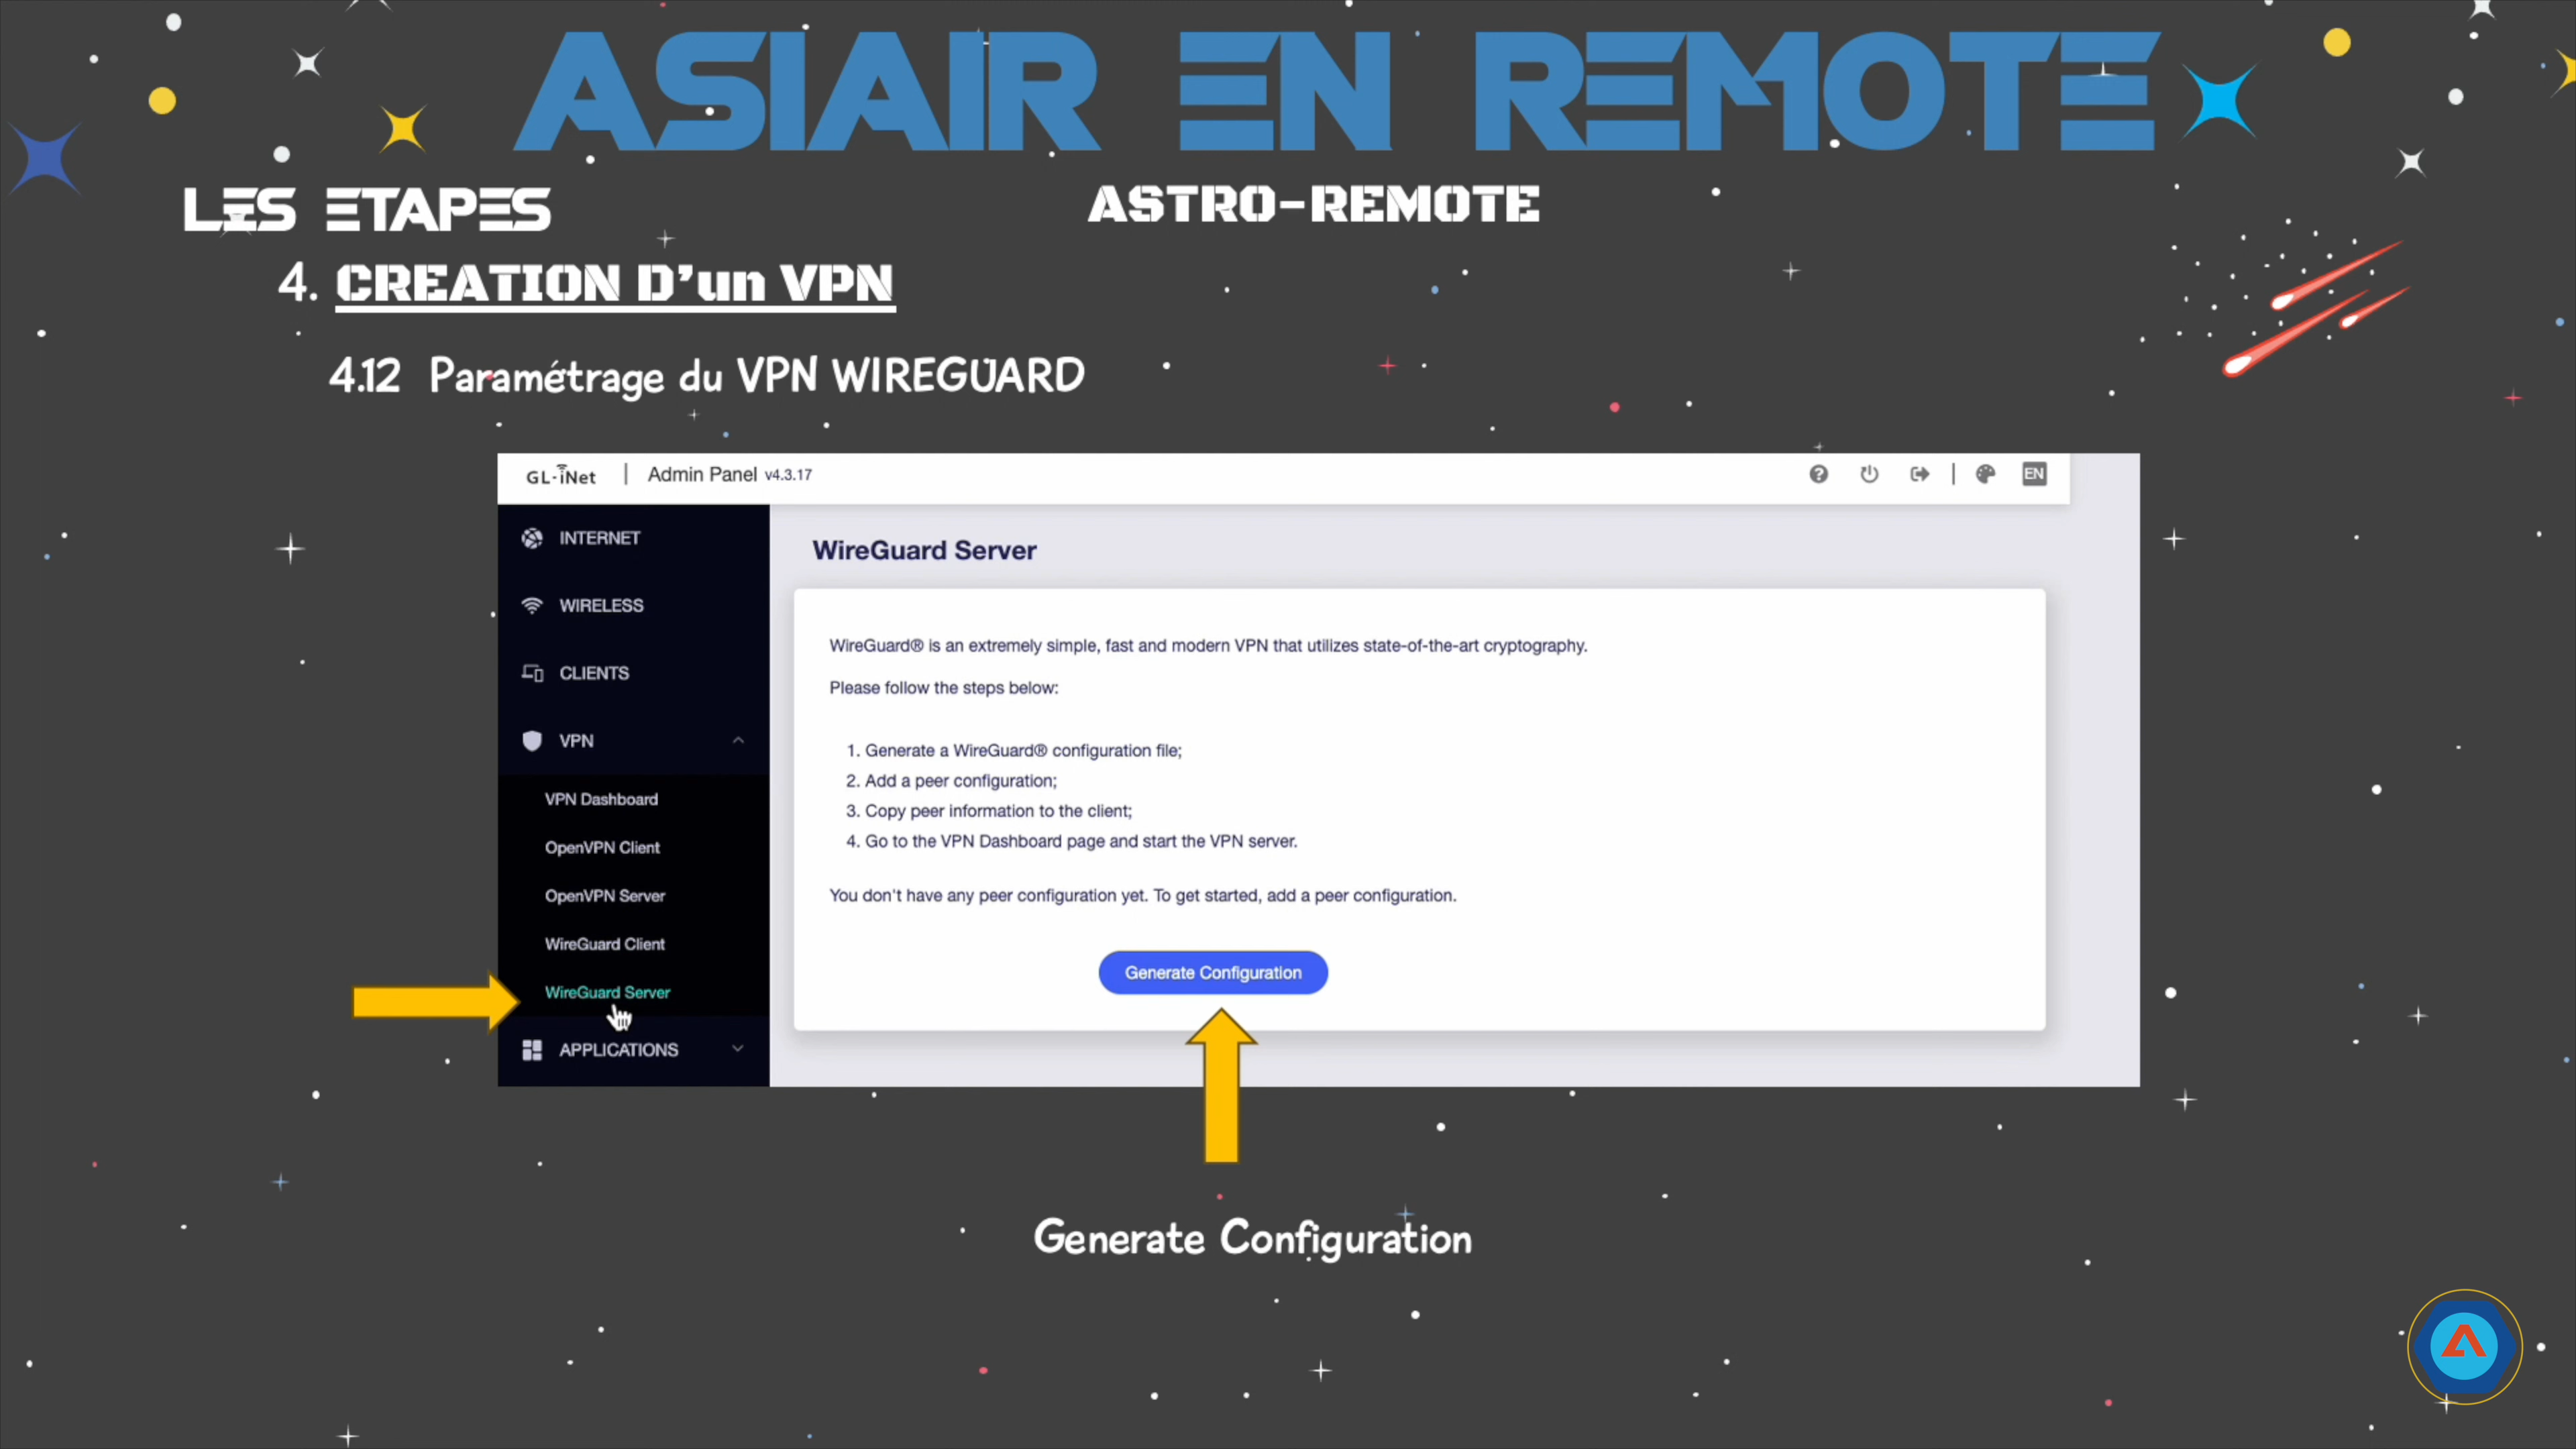 ASIAIR EN REMOTE
LES ETAPES
ASTRO-REMOTE
4. CREATION D'un VPN
4.12 Paramétrage du VPN WIREGUARD
GL·iNet | Admin Panel v4.3.17
EN
INTERNET
WIRELESS
CLIENTS
VPN
VPN Dashboard
OpenVPN Client
OpenVPN Server
WireGuard Client
WireGuard Server
APPLICATIONS
WireGuard Server
WireGuard® is an extremely simple, fast and modern VPN that utilizes state-of-the-art cryptography.
Please follow the steps below:
1. Generate a WireGuard® configuration file;
2. Add a peer configuration;
3. Copy peer information to the client;
4. Go to the VPN Dashboard page and start the VPN server.
You don't have any peer configuration yet. To get started, add a peer configuration.
Generate Configuration
Generate Configuration